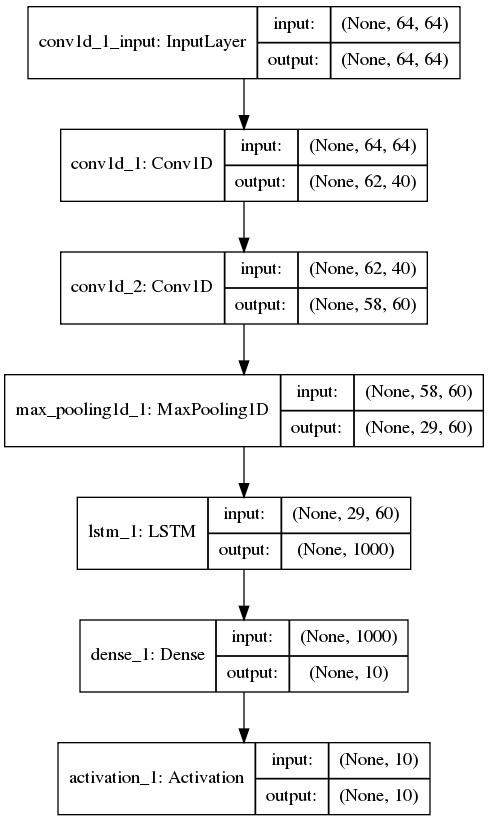 conv1d_1_input: InputLayer
input:
(None, 64, 64)
output:
(None, 64, 64)
conv1d_1: Conv1D
input:
(None, 64, 64)
output:
(None, 62, 40)
conv1d_2: Conv1D
input:
(None, 62, 40)
output:
(None, 58, 60)
max_pooling1d_1: MaxPooling1D
input:
(None, 58, 60)
output:
(None, 29, 60)
lstm_1: LSTM
input:
(None, 29, 60)
output:
(None, 1000)
dense_1: Dense
input:
(None, 1000)
output:
(None, 10)
activation_1: Activation
input:
(None, 10)
output:
(None, 10)